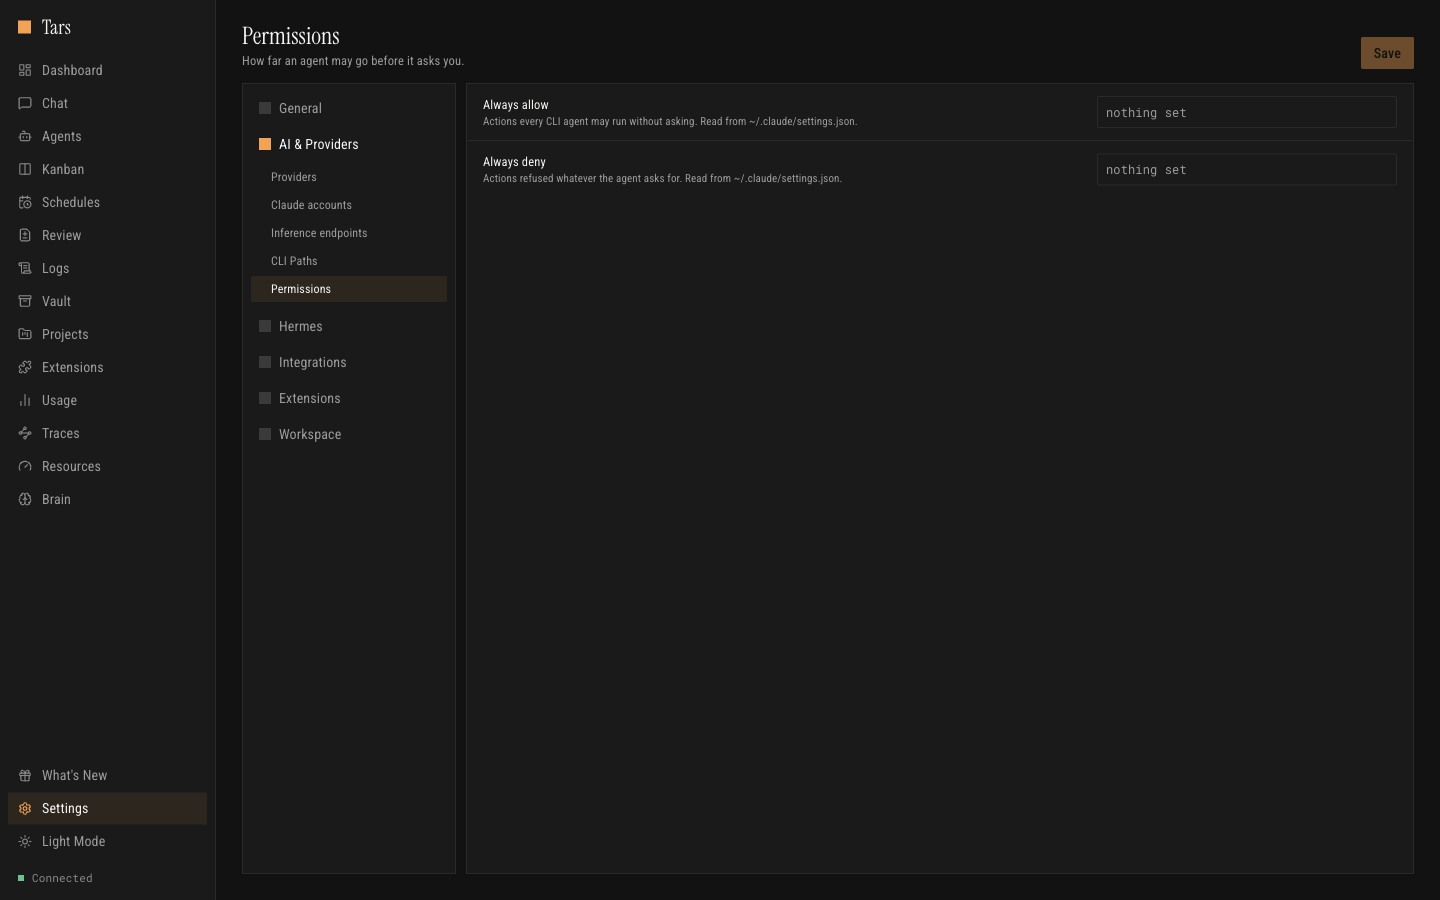 Tars
Dashboard
Chat
Agents
Kanban
Schedules
Review
Logs
Vault
Projects
Extensions
Usage
Traces
Resources
Brain
What's New
Settings
Light Mode
Connected
Permissions
How far an agent may go before it asks you.
Save
General
AI & Providers
Providers
Claude accounts
Inference endpoints
CLI Paths
Permissions
Hermes
Integrations
Extensions
Workspace
Always allow
Actions every CLI agent may run without asking. Read from ~/.claude/settings.json.
nothing set
Always deny
Actions refused whatever the agent asks for. Read from ~/.claude/settings.json.
nothing set